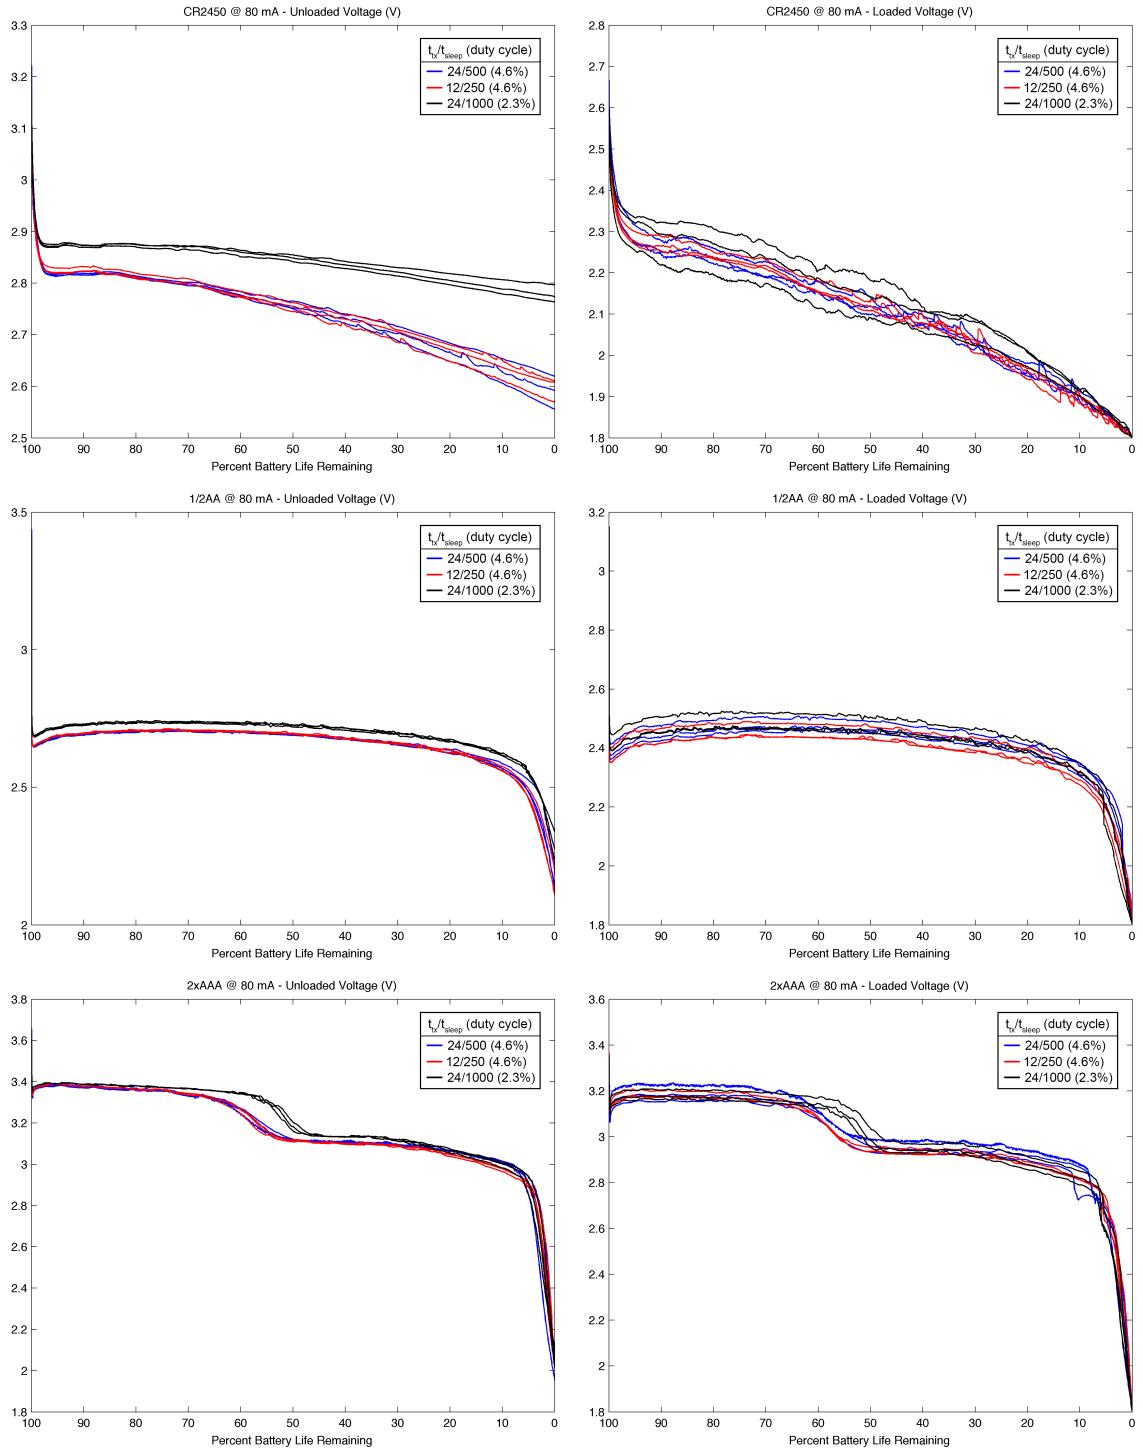 CR2450 @ 80 mA - Unloaded Voltage (V)
3.3
3.2
3.1
3
2.9
2.8
2.7
2.6
2.5
t_tx/t_sleep (duty cycle)
24/500 (4.6%)
12/250 (4.6%)
24/1000 (2.3%)
100 90 80 70 60 50 40 30 20 10 0
Percent Battery Life Remaining
CR2450 @ 80 mA - Loaded Voltage (V)
2.8
2.7
2.6
2.5
2.4
2.3
2.2
2.1
2
1.9
1.8
t_tx/t_sleep (duty cycle)
24/500 (4.6%)
12/250 (4.6%)
24/1000 (2.3%)
100 90 80 70 60 50 40 30 20 10 0
Percent Battery Life Remaining
1/2AA @ 80 mA - Unloaded Voltage (V)
3.5
3
2.5
2
t_tx/t_sleep (duty cycle)
24/500 (4.6%)
12/250 (4.6%)
24/1000 (2.3%)
100 90 80 70 60 50 40 30 20 10 0
Percent Battery Life Remaining
1/2AA @ 80 mA - Loaded Voltage (V)
3.2
3
2.8
2.6
2.4
2.2
2
1.8
t_tx/t_sleep (duty cycle)
24/500 (4.6%)
12/250 (4.6%)
24/1000 (2.3%)
100 90 80 70 60 50 40 30 20 10 0
Percent Battery Life Remaining
2xAAA @ 80 mA - Unloaded Voltage (V)
3.8
3.6
3.4
3.2
3
2.8
2.6
2.4
2.2
2
1.8
t_tx/t_sleep (duty cycle)
24/500 (4.6%)
12/250 (4.6%)
24/1000 (2.3%)
100 90 80 70 60 50 40 30 20 10 0
Percent Battery Life Remaining
2xAAA @ 80 mA - Loaded Voltage (V)
3.6
3.4
3.2
3
2.8
2.6
2.4
2.2
2
1.8
t_tx/t_sleep (duty cycle)
24/500 (4.6%)
12/250 (4.6%)
24/1000 (2.3%)
100 90 80 70 60 50 40 30 20 10 0
Percent Battery Life Remaining